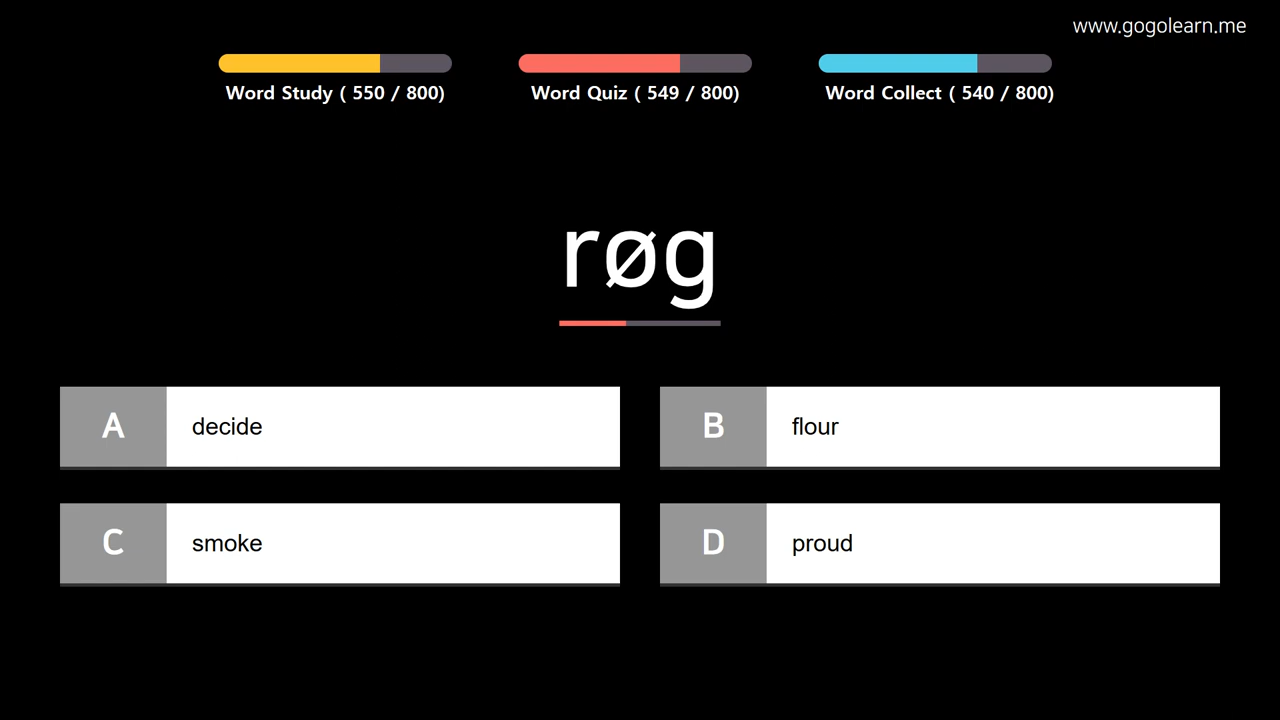 www.gogolearn.me
Word Study ( 550 / 800)
Word Quiz ( 549 / 800)
Word Collect ( 540 / 800)
røg
A decide
B flour
C smoke
D proud